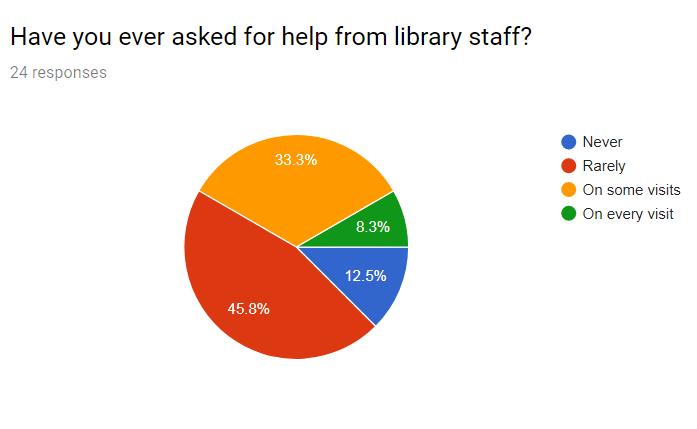 Have you ever asked for help from library staff?
24 responses
33.3%
8.3%
12.5%
45.8%
Never
Rarely
On some visits
On every visit